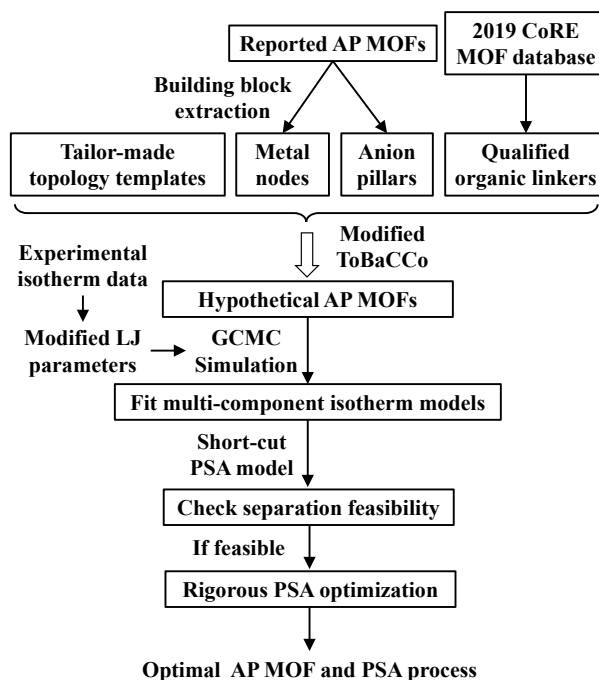 Reported AP MOFs
2019 CoRE
MOF database
Building block
extraction
Tailor-made
topology templates
Metal
nodes
Anion
pillars
Qualified
organic linkers
Modified
ToBaCCo
Experimental
isotherm data
Hypothetical AP MOFs
Modified LJ
parameters
GCMC
Simulation
Fit multi-component isotherm models
Short-cut
PSA model
Check separation feasibility
If feasible
Rigorous PSA optimization
Optimal AP MOF and PSA process